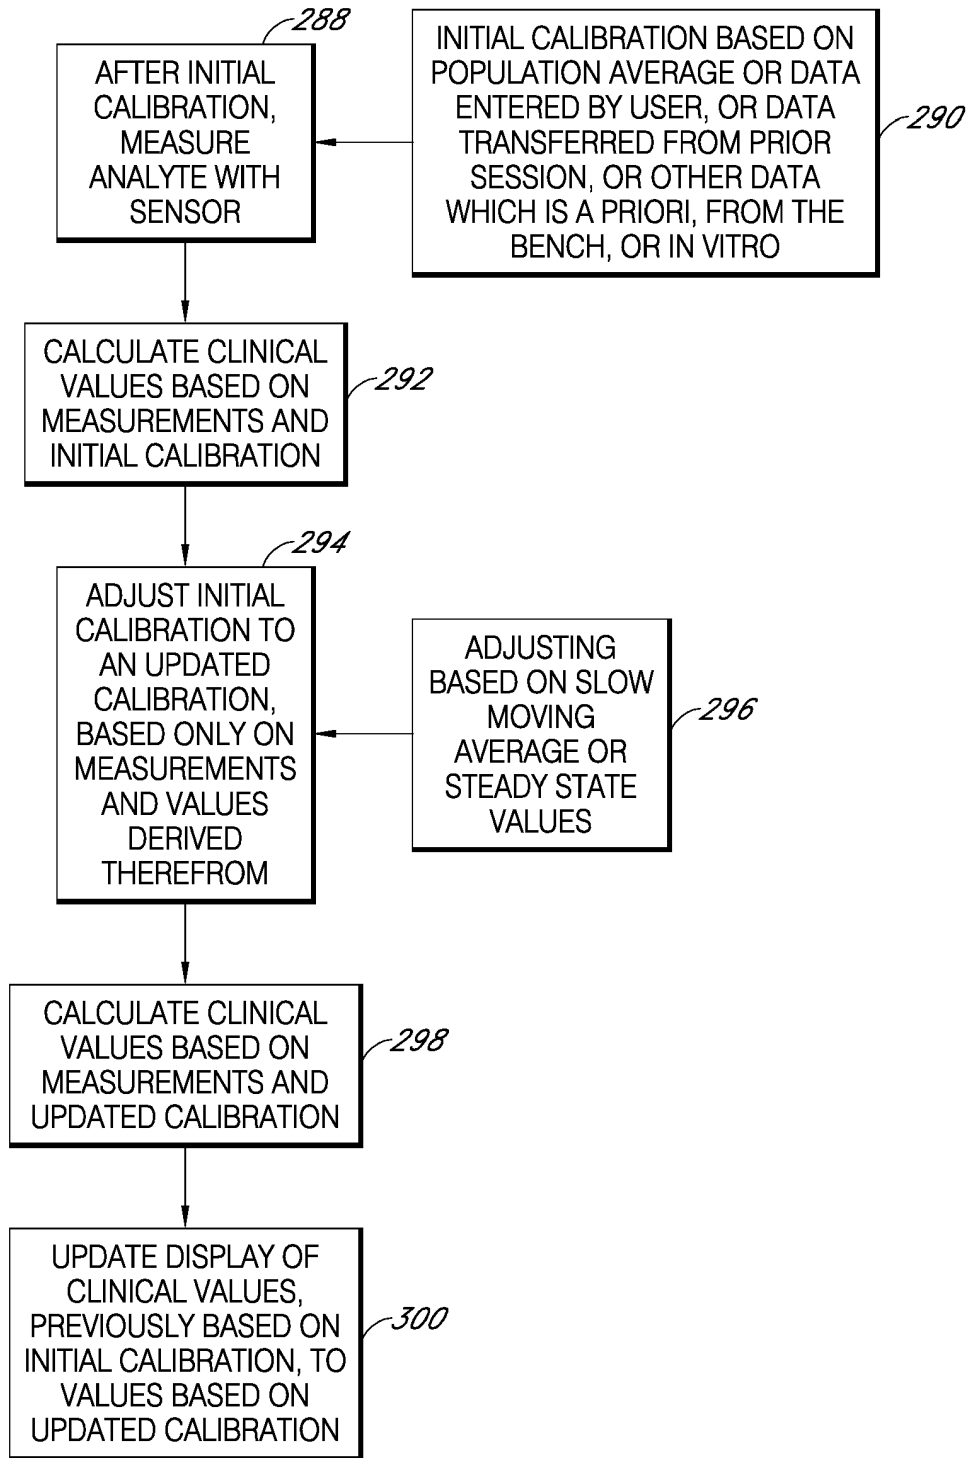 288
AFTER INITIAL
CALIBRATION,
MEASURE
ANALYTE WITH
SENSOR
INITIAL CALIBRATION BASED ON
POPULATION AVERAGE OR DATA
ENTERED BY USER, OR DATA
TRANSFERRED FROM PRIOR
SESSION, OR OTHER DATA
WHICH IS A PRIORI, FROM THE
BENCH, OR IN VITRO
290
CALCULATE CLINICAL
VALUES BASED ON
MEASUREMENTS AND
INITIAL CALIBRATION
292
294
ADJUST INITIAL
CALIBRATION TO
AN UPDATED
CALIBRATION,
BASED ONLY ON
MEASUREMENTS
AND VALUES
DERIVED
THEREFROM
ADJUSTING
BASED ON SLOW
MOVING
AVERAGE OR
STEADY STATE
VALUES
296
CALCULATE CLINICAL
VALUES BASED ON
MEASUREMENTS AND
UPDATED CALIBRATION
298
UPDATE DISPLAY OF
CLINICAL VALUES,
PREVIOUSLY BASED ON
INITIAL CALIBRATION, TO
VALUES BASED ON
UPDATED CALIBRATION
300